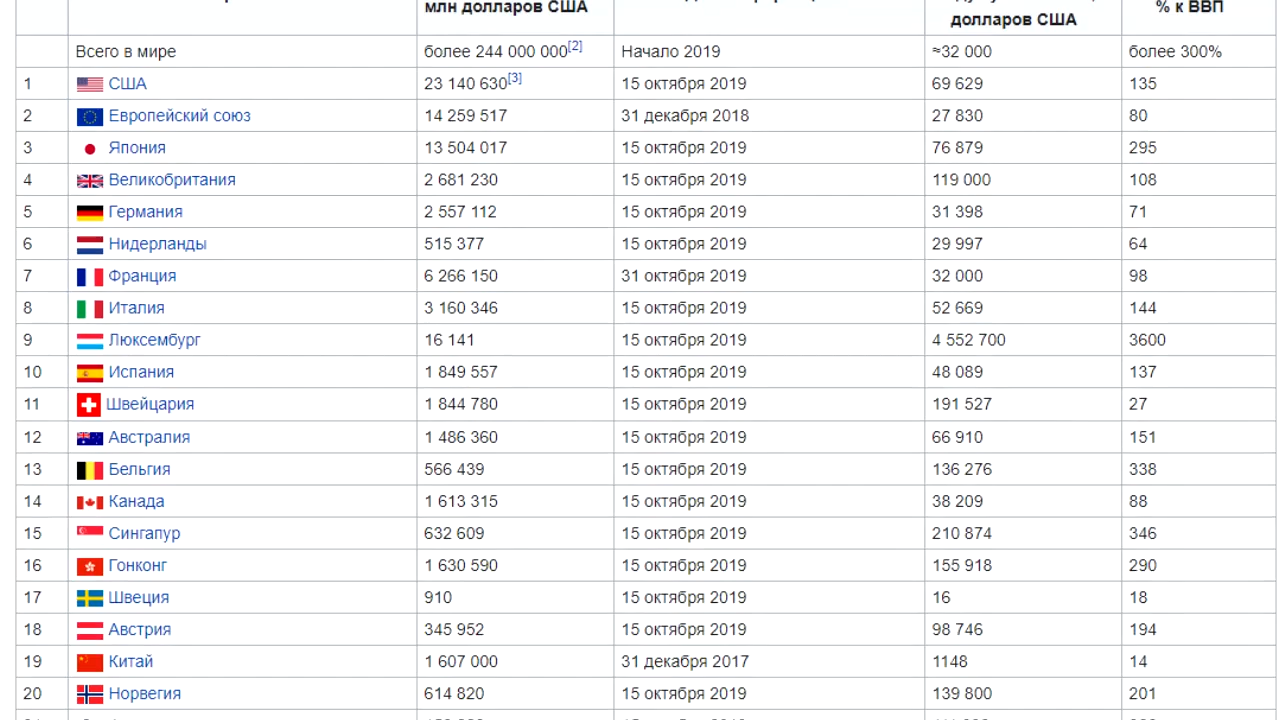 млн долларов США
долларов США
% к ВВП
Всего в мире более 244 000 000[2] Начало 2019 ≈32 000 более 300%
1 США 23 140 630[3] 15 октября 2019 69 629 135
2 Европейский союз 14 259 517 31 декабря 2018 27 830 80
3 Япония 13 504 017 15 октября 2019 76 879 295
4 Великобритания 2 681 230 15 октября 2019 119 000 108
5 Германия 2 557 112 15 октября 2019 31 398 71
6 Нидерланды 515 377 15 октября 2019 29 997 64
7 Франция 6 266 150 31 октября 2019 32 000 98
8 Италия 3 160 346 15 октября 2019 52 669 144
9 Люксембург 16 141 15 октября 2019 4 552 700 3600
10 Испания 1 849 557 15 октября 2019 48 089 137
11 Швейцария 1 844 780 15 октября 2019 191 527 27
12 Австралия 1 486 360 15 октября 2019 66 910 151
13 Бельгия 566 439 15 октября 2019 136 276 338
14 Канада 1 613 315 15 октября 2019 38 209 88
15 Сингапур 632 609 15 октября 2019 210 874 346
16 Гонконг 1 630 590 15 октября 2019 155 918 290
17 Швеция 910 15 октября 2019 16 18
18 Австрия 345 952 15 октября 2019 98 746 194
19 Китай 1 607 000 31 декабря 2017 1148 14
20 Норвегия 614 820 15 октября 2019 139 800 201